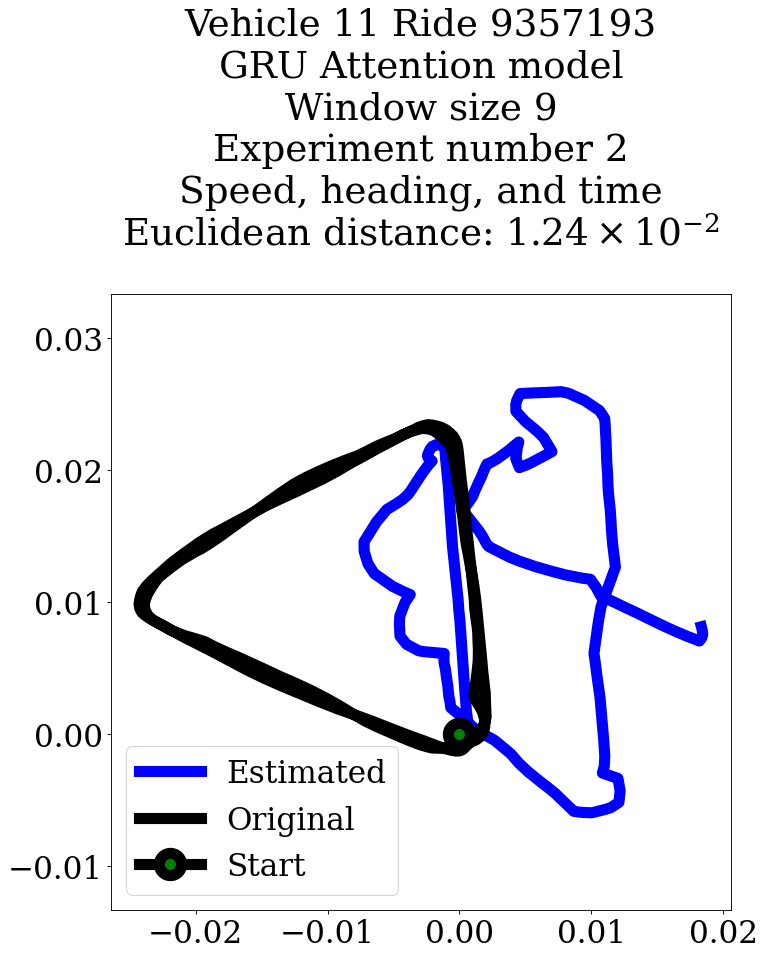 Vehicle 11 Ride 9357193
GRU Attention model
Window size 9
Experiment number 2
Speed, heading, and time
Euclidean distance: 1.24 × 10⁻²
0.03
0.02
0.01
0.00
−0.01
Estimated
Original
Start
−0.02 −0.01 0.00 0.01 0.02